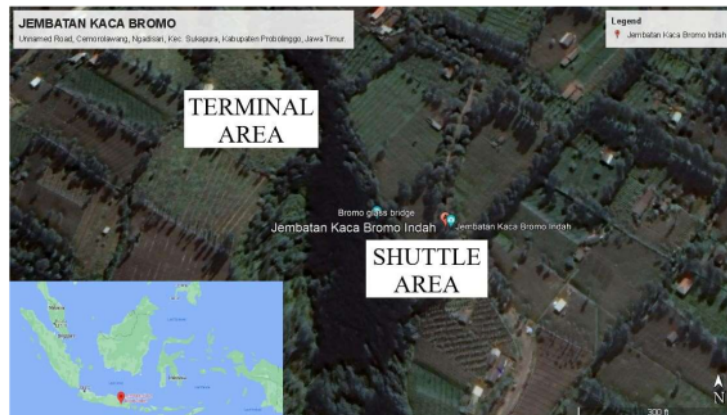 JEMBATAN KACA BROMO
Unnamed Road, Cemorolawang, Ngadisari, Kec. Sukapura, Kabupaten Probolinggo, Jawa Timur.
Legend
Jembatan Kaca Bromo Indah
TERMINAL
AREA
Bromo glass bridge
Jembatan Kaca Bromo Indah
Jembatan Kaca Bromo Indah
SHUTTLE
AREA
N
300 ft